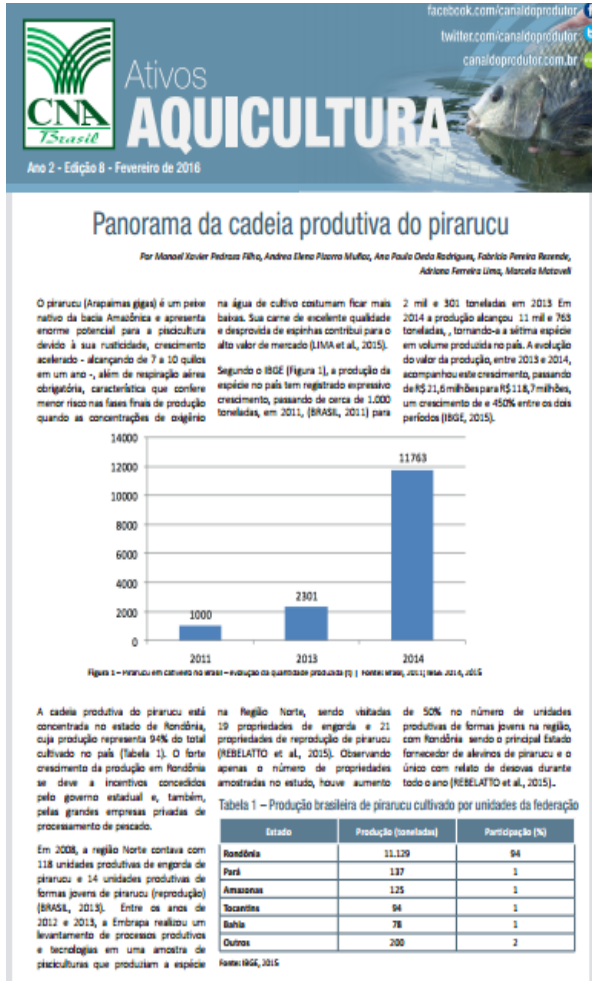 facebook.com/canaldoprodutor
twitter.com/canaldoprodutor
canaldoprodutor.com.br
CNA
Brasil
Ativos
AQUICULTURA
Ano 2 - Edição 8 - Fevereiro de 2016
Panorama da cadeia produtiva do pirarucu
Por Manoel Xavier Pedroza Filho, Andrea Elena Pizarro Muñoz, Ana Paula Oeda Rodrigues, Fabrício Pereira Rezende,
Adriana Ferreira Lima, Marcela Mataveli
O pirarucu (Arapaimas gigas) é um peixe
nativo da bacia Amazônica e apresenta
enorme potencial para a piscicultura
devido à sua rusticidade, crescimento
acelerado - alcançando de 7 a 10 quilos
em um ano -, além de respiração aérea
obrigatória, característica que confere
menor risco nas fases finais de produção
quando as concentrações de oxigênio
na água de cultivo costumam ficar mais
baixas. Sua carne de excelente qualidade
e desprovida de espinhas contribui para o
alto valor de mercado (LIMA et al., 2015).
Segundo o IBGE (Figura 1), a produção da
espécie no país tem registrado expressivo
crescimento, passando de cerca de 1.000
toneladas, em 2011, (BRASIL, 2011) para
2 mil e 301 toneladas em 2013 Em
2014 a produção alcançou 11 mil e 763
toneladas, , tornando-a a sétima espécie
em volume produzida no país. A evolução
do valor da produção, entre 2013 e 2014,
acompanhou este crescimento, passando
de R$ 21,6 milhões para R$ 118,7 milhões,
um crescimento de e 450% entre os dois
períodos (IBGE, 2015).
14000
12000
10000
8000
6000
4000
2000
0
1000
2301
11763
2011
2013
2014
Figura 1 – Pirarucu em cativeiro no Brasil – evolução da quantidade produzida (t) | Fonte: Brasil, 2011; IBGE 2014, 2015
A cadeia produtiva do pirarucu está
concentrada no estado de Rondônia,
cuja produção representa 94% do total
cultivado no país (Tabela 1). O forte
crescimento da produção em Rondônia
se deve a incentivos concedidos
pelo governo estadual e, também,
pelas grandes empresas privadas de
processamento de pescado.
Em 2008, a região Norte contava com
118 unidades produtivas de engorda de
pirarucu e 14 unidades produtivas de
formas jovens de pirarucu (reprodução)
(BRASIL, 2013). Entre os anos de
2012 e 2013, a Embrapa realizou um
levantamento de processos produtivos
e tecnologias em uma amostra de
pisciculturas que produziam a espécie
na Região Norte, sendo visitadas
19 propriedades de engorda e 21
propriedades de reprodução de pirarucu
(REBELATTO et al., 2015). Observando
apenas o número de propriedades
amostradas no estudo, houve aumento
de 50% no número de unidades
produtivas de formas jovens na região,
com Rondônia sendo o principal Estado
fornecedor de alevinos de pirarucu e o
único com relato de desovas durante
todo o ano (REBELATTO et al., 2015)..
Tabela 1 – Produção brasileira de pirarucu cultivado por unidades da federação
Estado Produção (toneladas) Participação (%)
Rondônia 11.129 94
Pará 137 1
Amazonas 125 1
Tocantins 94 1
Bahia 78 1
Outros 200 2
Fonte: IBGE, 2015